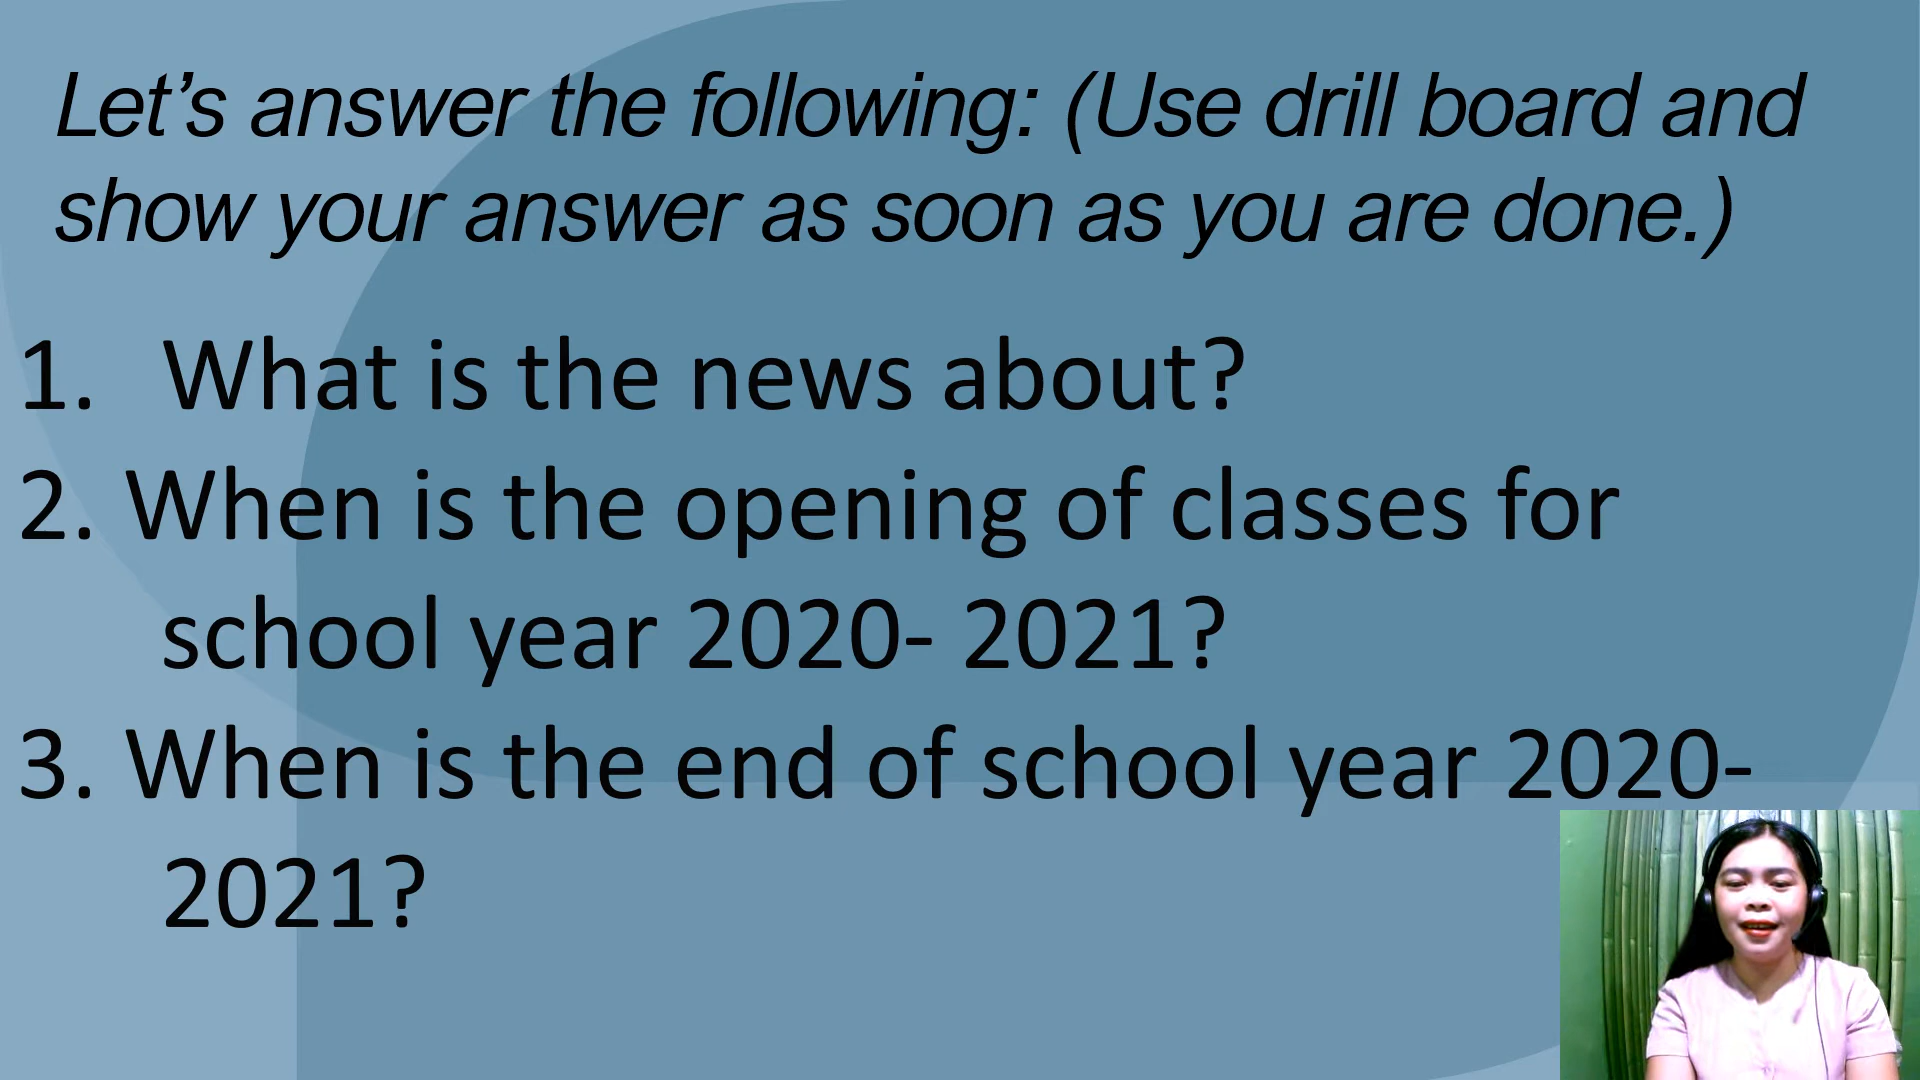 Let’s answer the following: (Use drill board and
show your answer as soon as you are done.)
1. What is the news about?
2. When is the opening of classes for
school year 2020- 2021?
3. When is the end of school year 2020-
2021?